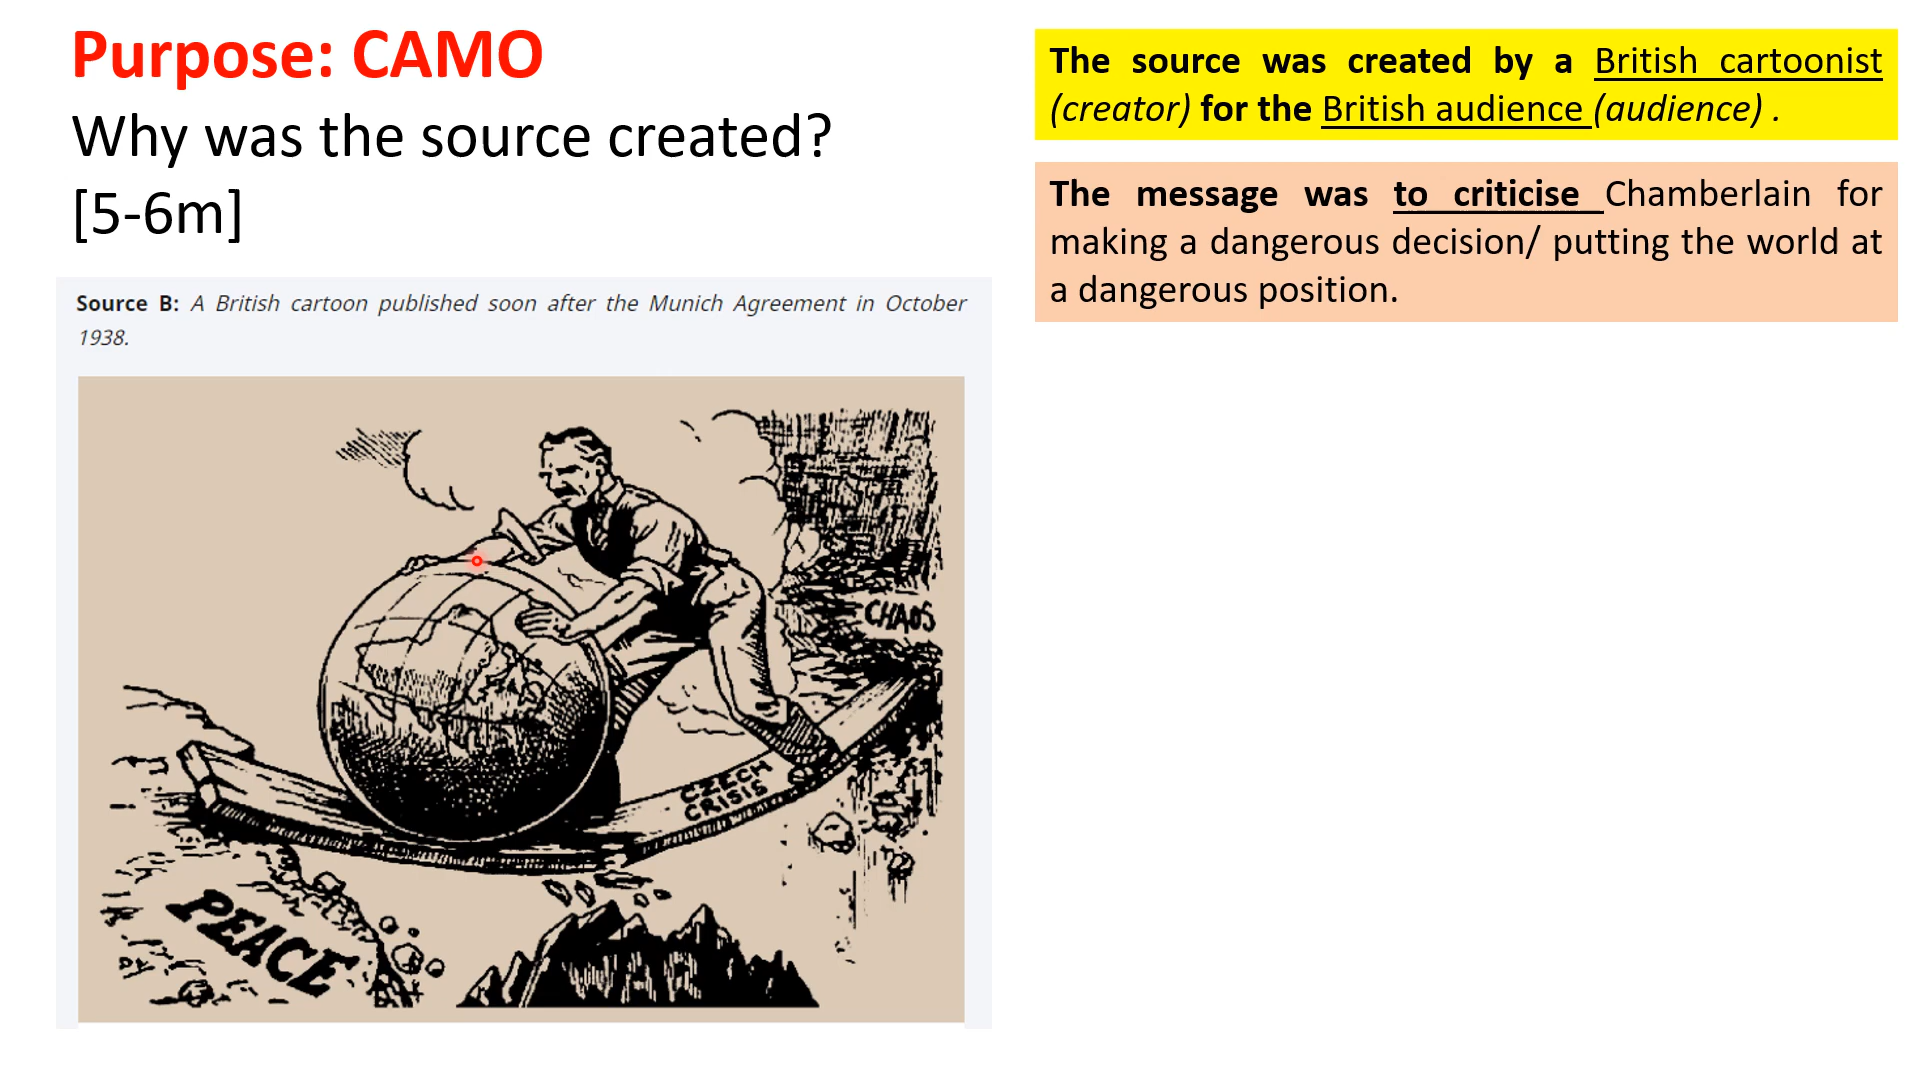 Purpose: CAMO
Why was the source created?
[5-6m]
Source B: A British cartoon published soon after the Munich Agreement in October
1938.
CHAOS
CZECH
CRISIS
PEACE
WAR
The source was created by a British cartoonist
(creator) for the British audience (audience) .
The message was to criticise Chamberlain for
making a dangerous decision/ putting the world at
a dangerous position.